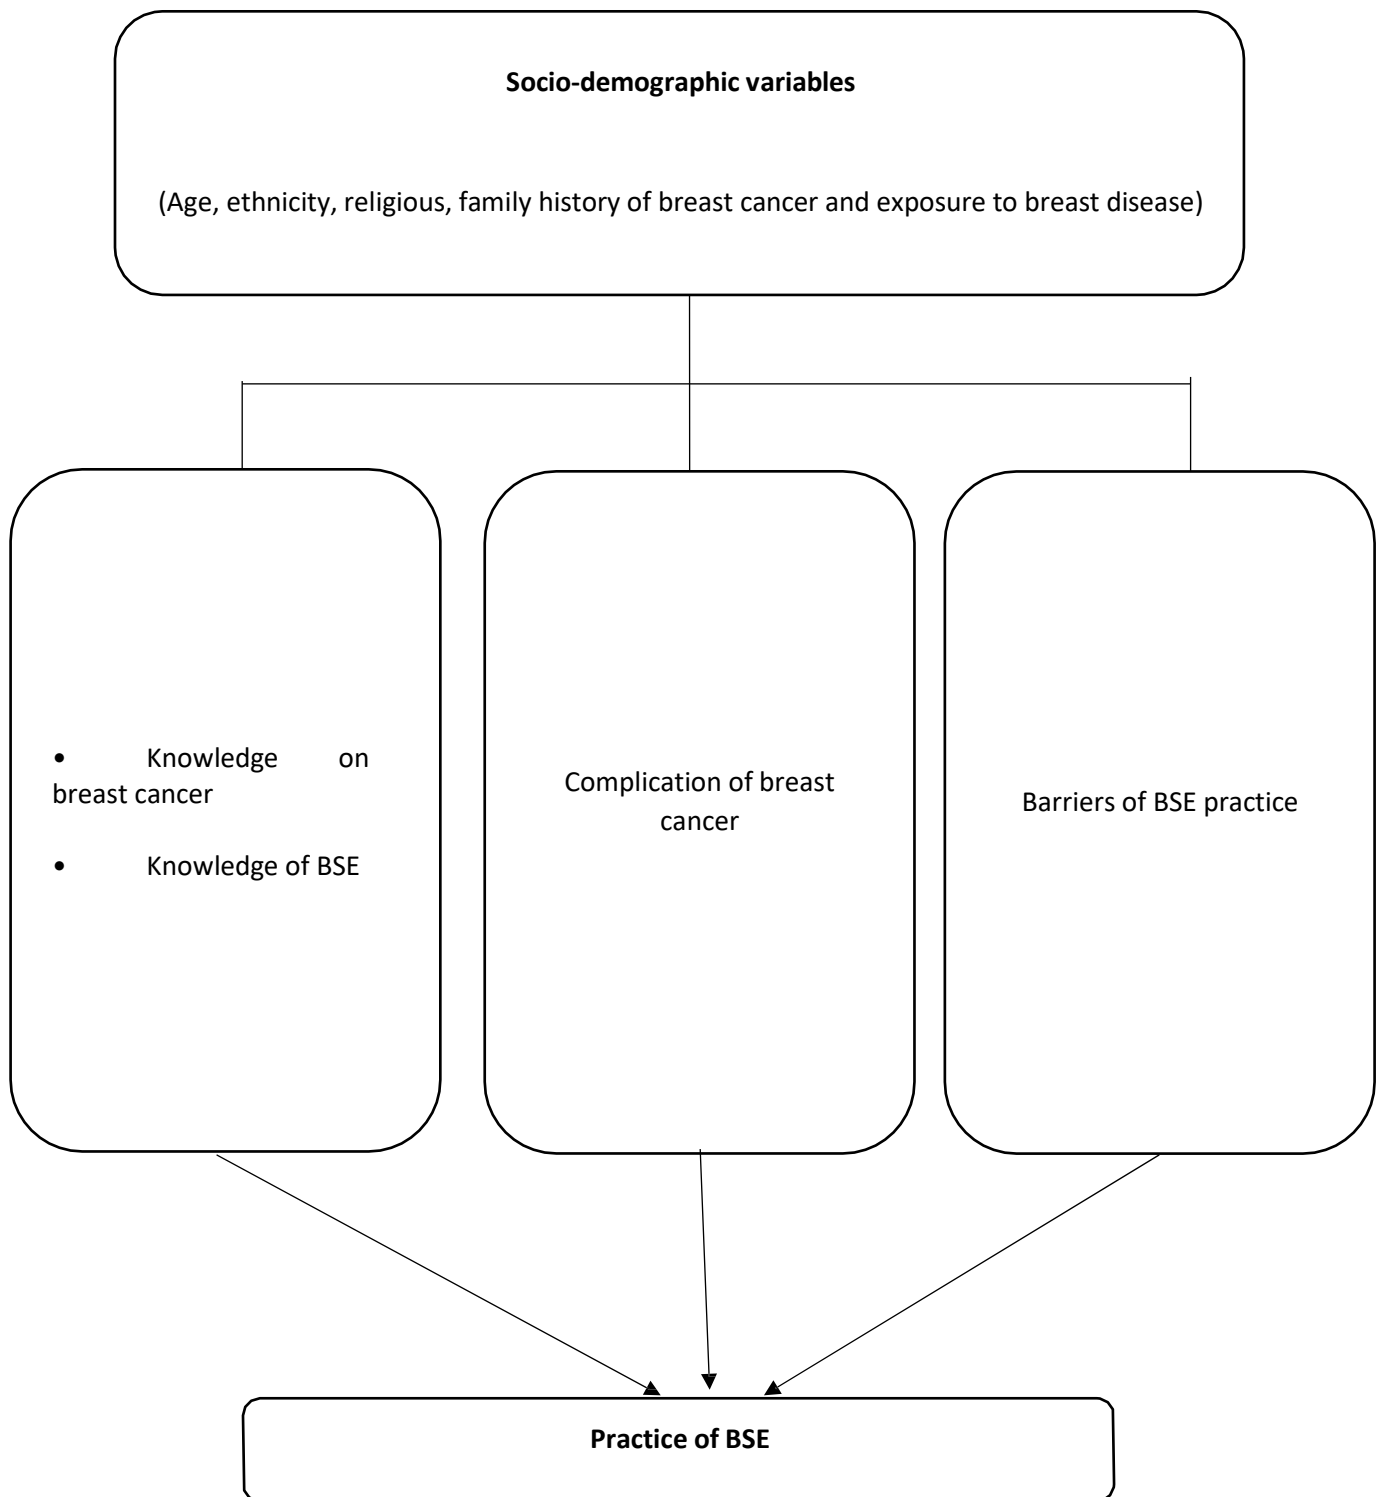 Socio-demographic variables
(Age, ethnicity, religious, family history of breast cancer and exposure to breast disease)
• Knowledge on
breast cancer
• Knowledge of BSE
Complication of breast
cancer
Barriers of BSE practice
Practice of BSE